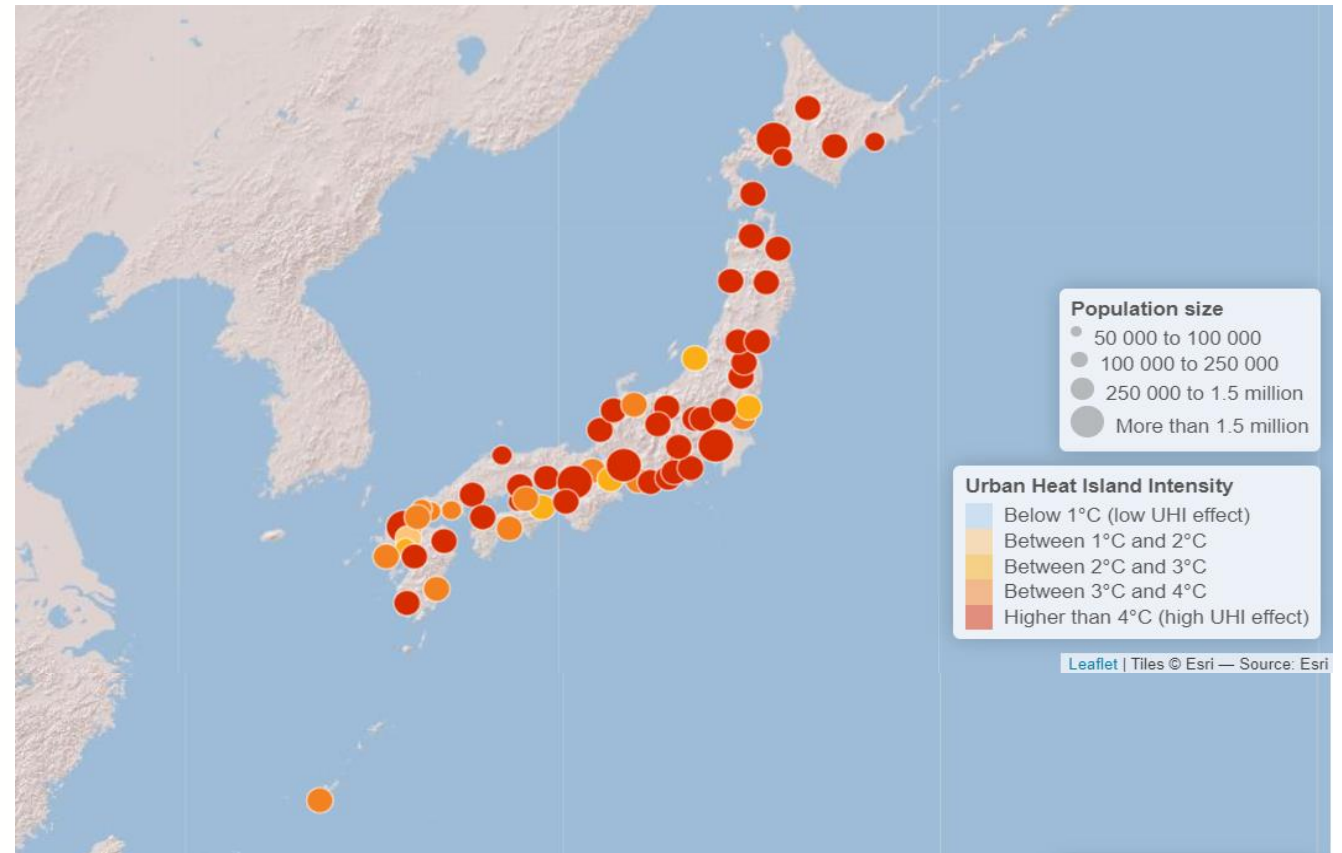 Population size
50 000 to 100 000
100 000 to 250 000
250 000 to 1.5 million
More than 1.5 million
Urban Heat Island Intensity
Below 1°C (low UHI effect)
Between 1°C and 2°C
Between 2°C and 3°C
Between 3°C and 4°C
Higher than 4°C (high UHI effect)
Leaflet | Tiles © Esri — Source: Esri